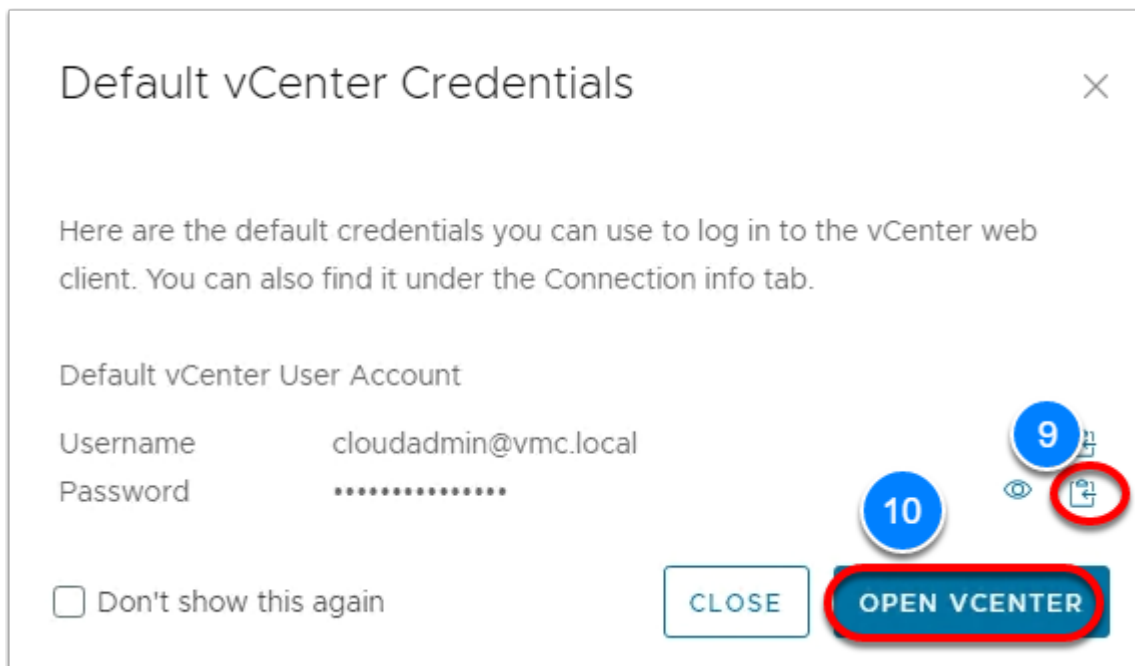 Default vCenter Credentials
Here are the default credentials you can use to log in to the vCenter web
client. You can also find it under the Connection info tab.
Default vCenter User Account
Username cloudadmin@vmc.local
9
Password •••••••••••••••
10
Don't show this again CLOSE OPEN VCENTER